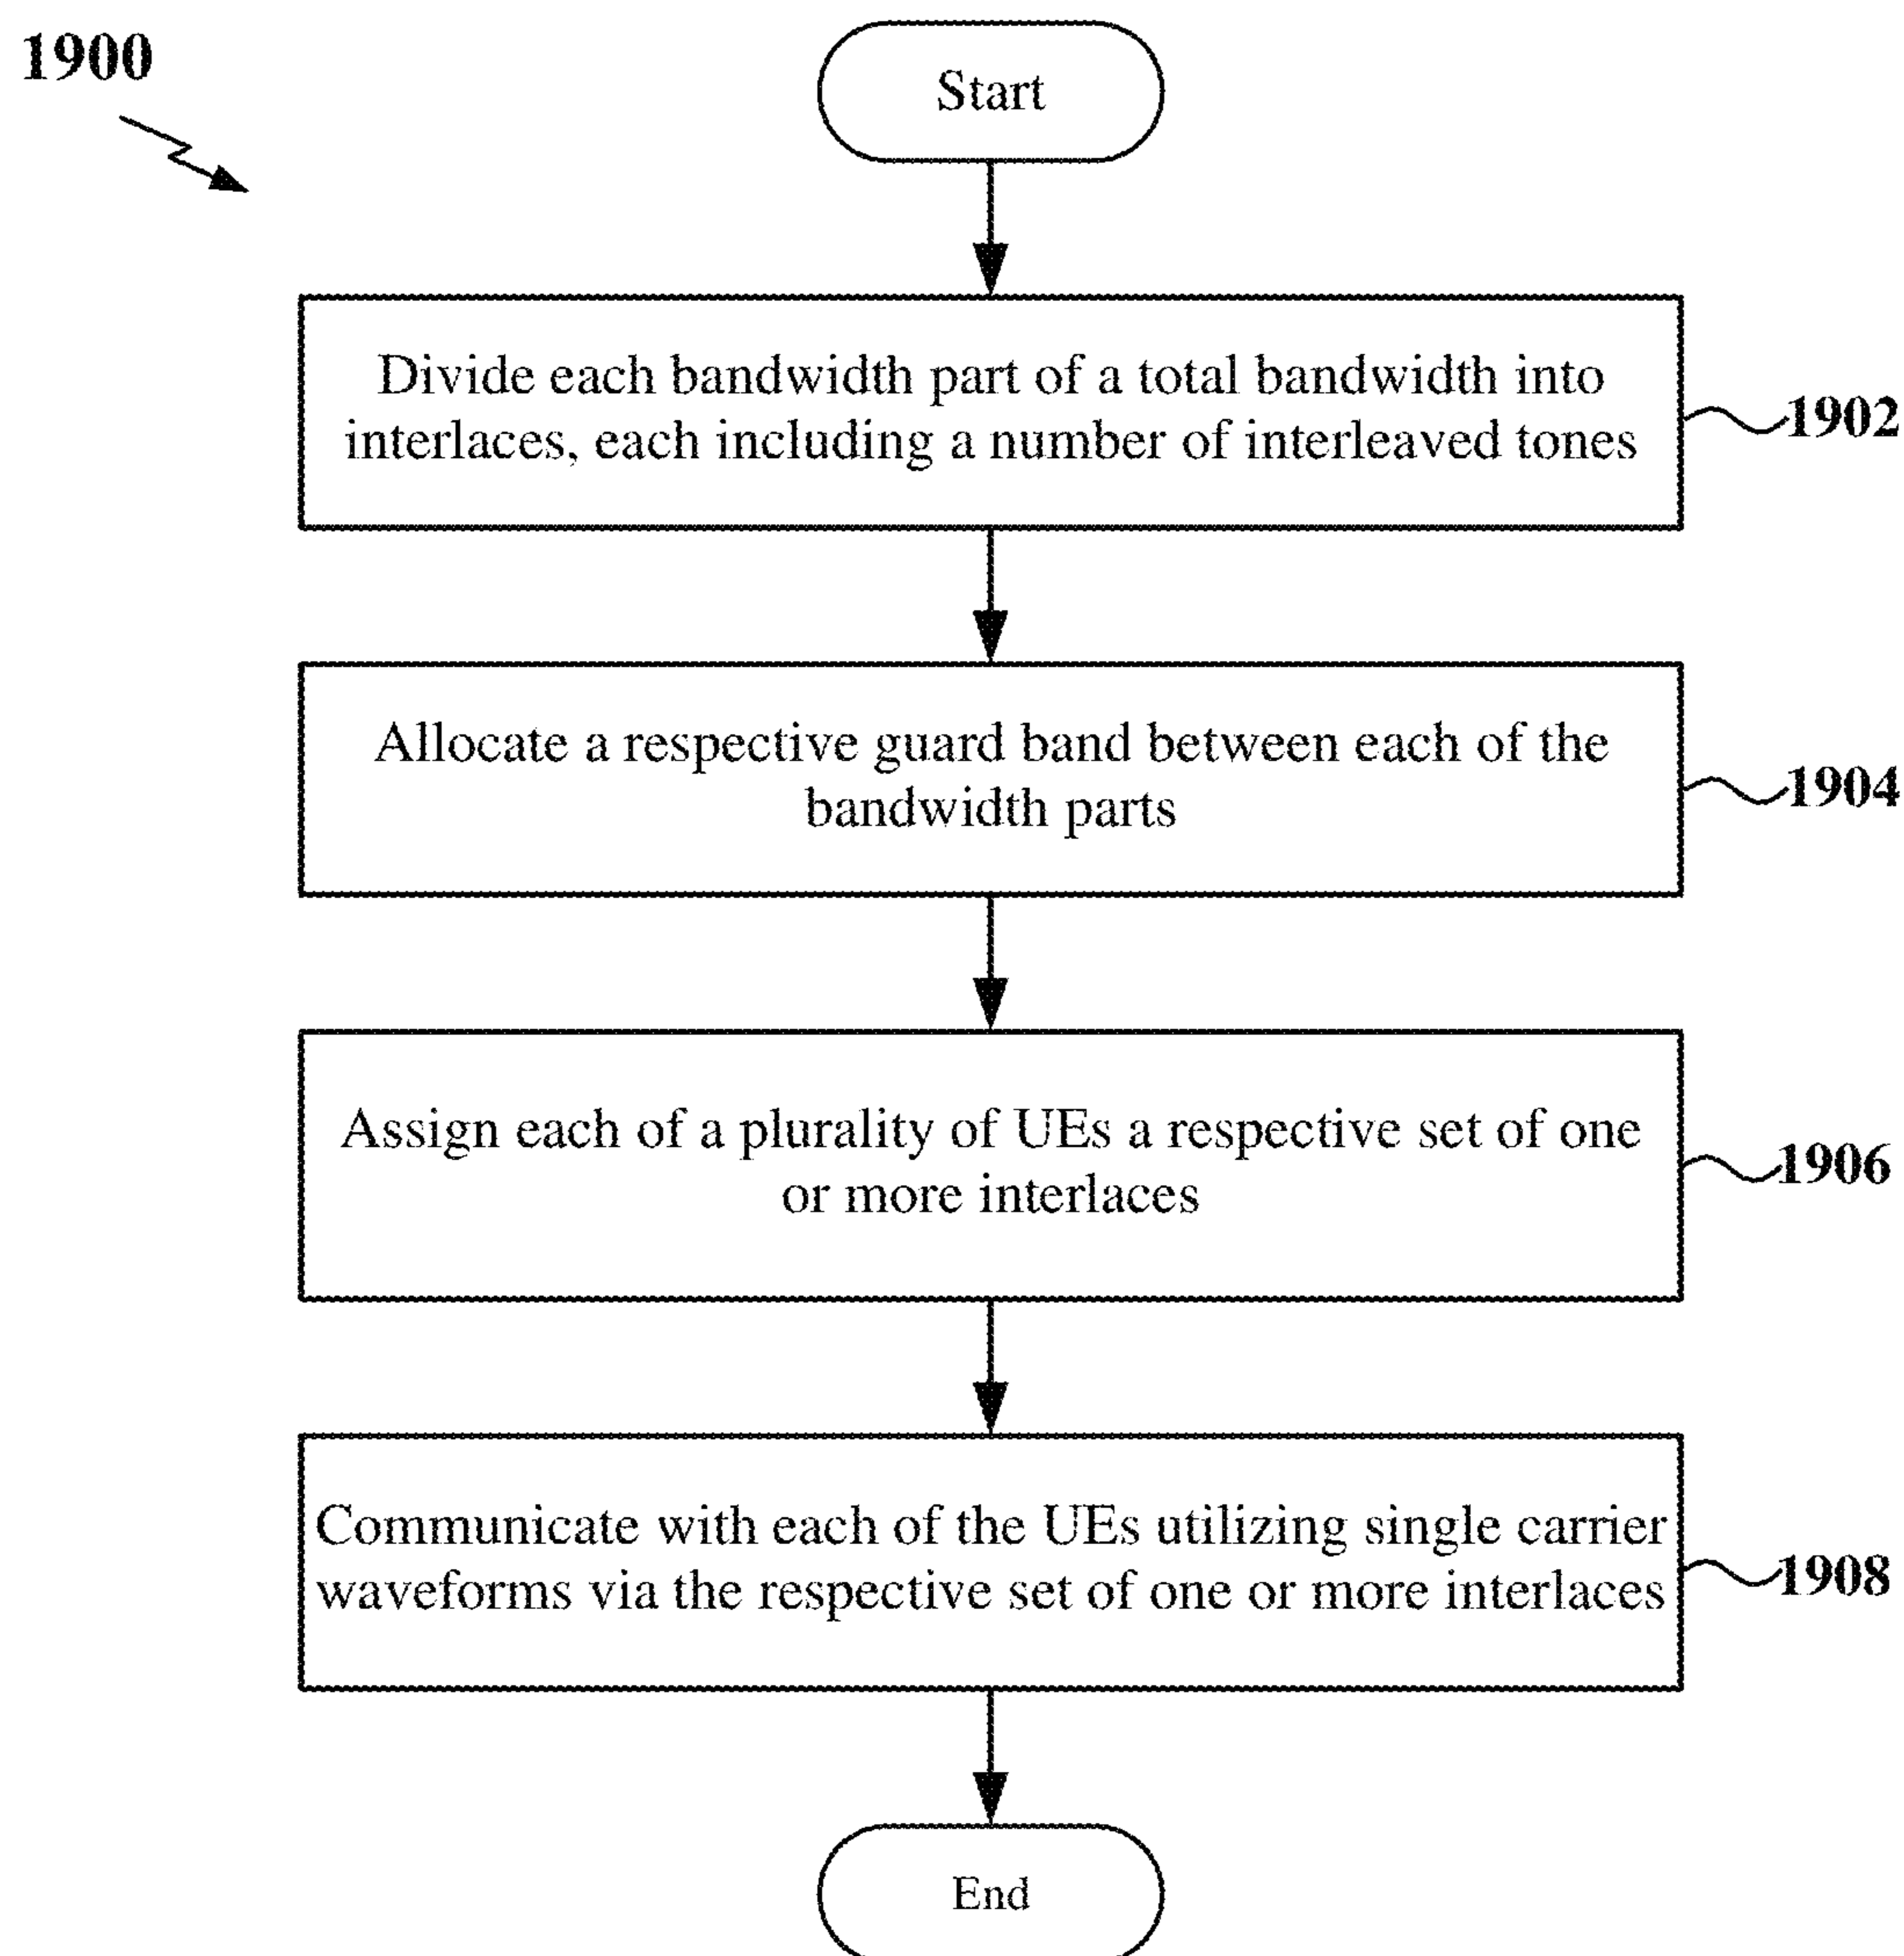 1900
Start
Divide each bandwidth part of a total bandwidth into
interlaces, each including a number of interleaved tones
1902
Allocate a respective guard band between each of the
bandwidth parts
1904
Assign each of a plurality of UEs a respective set of one
or more interlaces
1906
Communicate with each of the UEs utilizing single carrier
waveforms via the respective set of one or more interlaces
1908
End